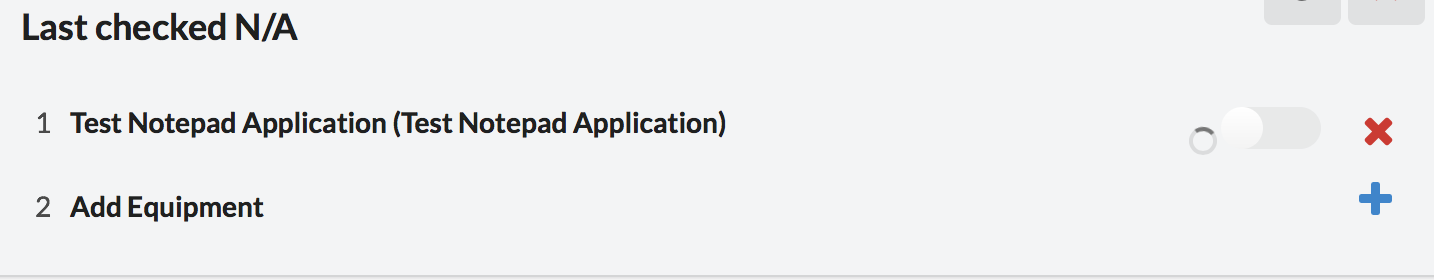 Last checked N/A
1 Test Notepad Application (Test Notepad Application)
2 Add Equipment